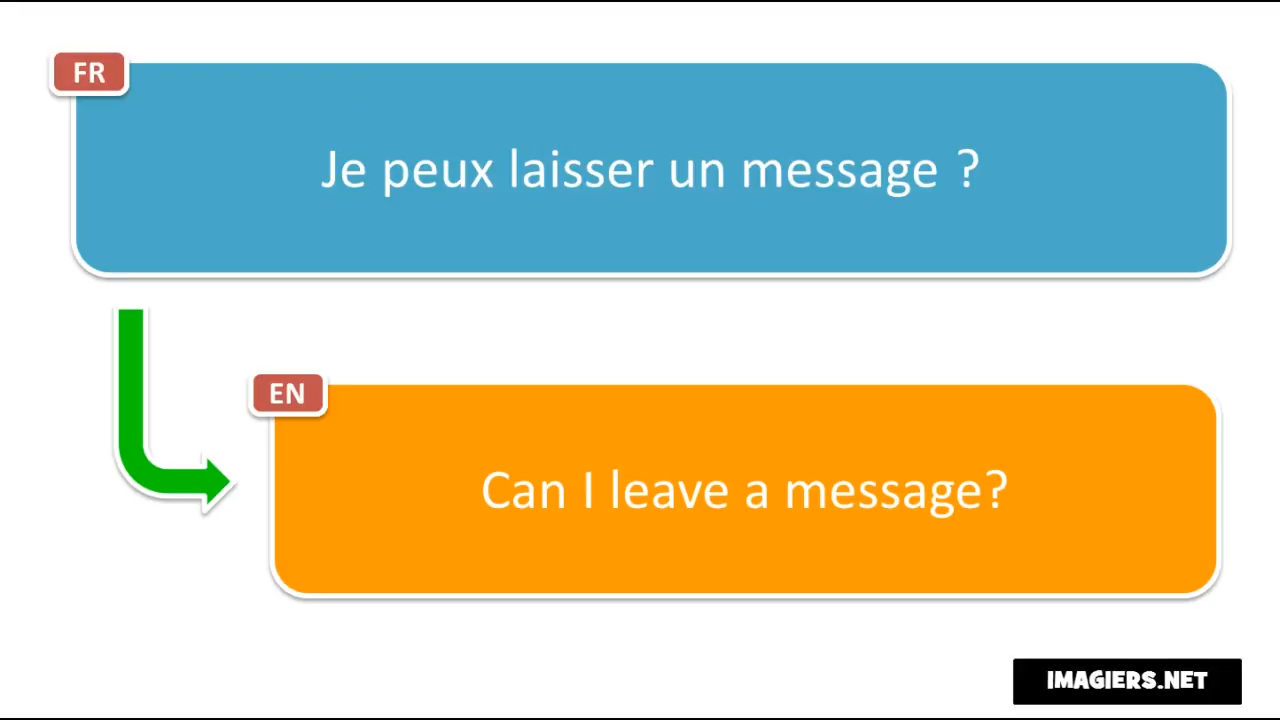 FR
Je peux laisser un message ?
EN
Can I leave a message?
IMAGIERS.NET